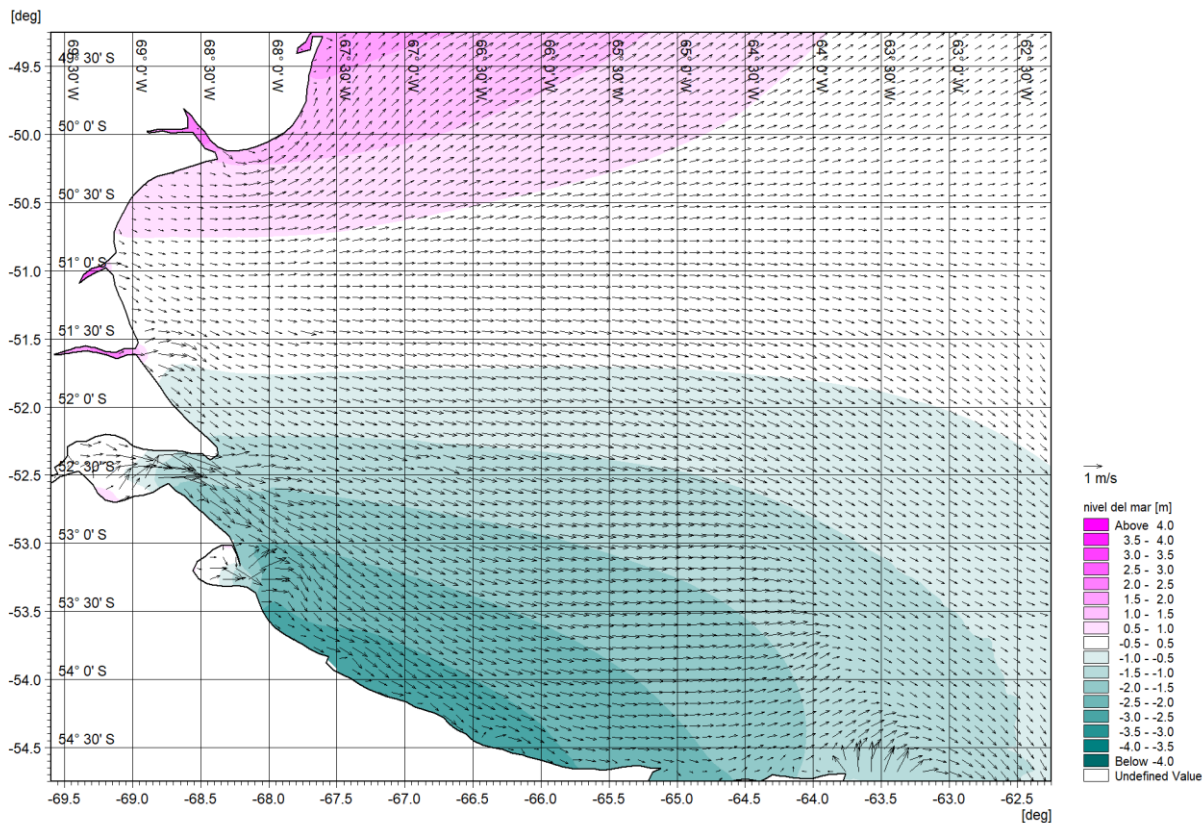 [deg]
69° 30' W
69° 0' W
68° 30' W
68° 0' W
67° 30' W
67° 0' W
66° 30' W
66° 0' W
65° 30' W
65° 0' W
64° 30' W
64° 0' W
63° 30' W
63° 0' W
62° 30' W
-49.5
49° 30' S
-50.0
50° 0' S
-50.5
50° 30' S
-51.0
51° 0' S
-51.5
51° 30' S
-52.0
52° 0' S
-52.5
52° 30' S
-53.0
53° 0' S
-53.5
53° 30' S
-54.0
54° 0' S
-54.5
54° 30' S
-69.5 -69.0 -68.5 -68.0 -67.5 -67.0 -66.5 -66.0 -65.5 -65.0 -64.5 -64.0 -63.5 -63.0 -62.5
[deg]
1 m/s
nivel del mar [m]
Above 4.0
3.5 - 4.0
3.0 - 3.5
2.5 - 3.0
2.0 - 2.5
1.5 - 2.0
1.0 - 1.5
0.5 - 1.0
-0.5 - 0.5
-1.0 - -0.5
-1.5 - -1.0
-2.0 - -1.5
-2.5 - -2.0
-3.0 - -2.5
-3.5 - -3.0
-4.0 - -3.5
Below -4.0
Undefined Value